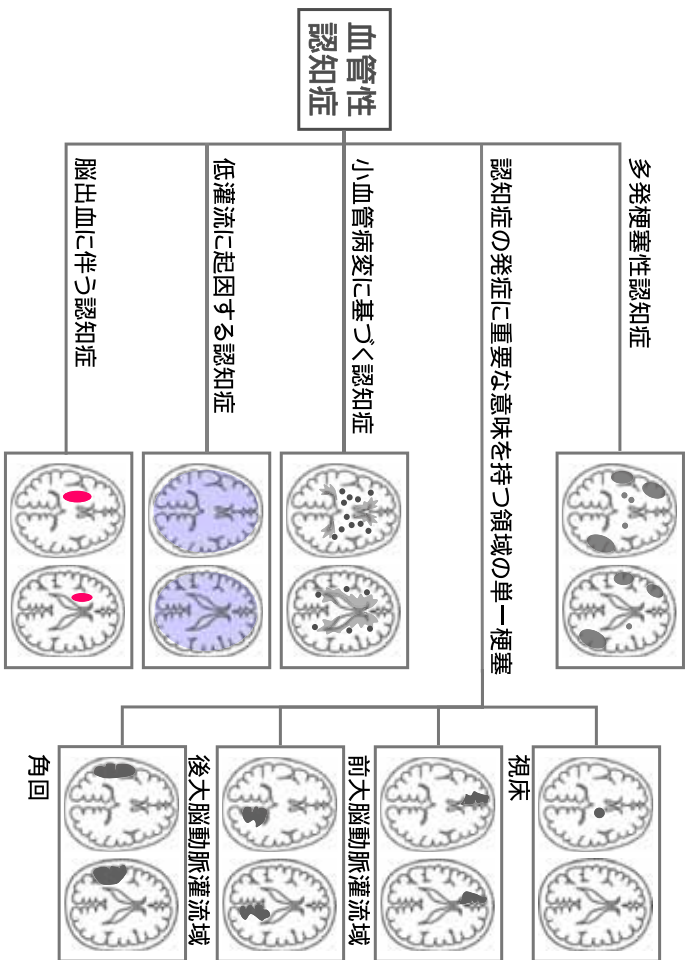 血管性
認知症
多発梗塞性認知症
認知症の発症に重要な意味を持つ領域の単一梗塞
視床
前大脳動脈灌流域
後大脳動脈灌流域
角回
小血管病変に基づく認知症
低灌流に起因する認知症
脳出血に伴う認知症